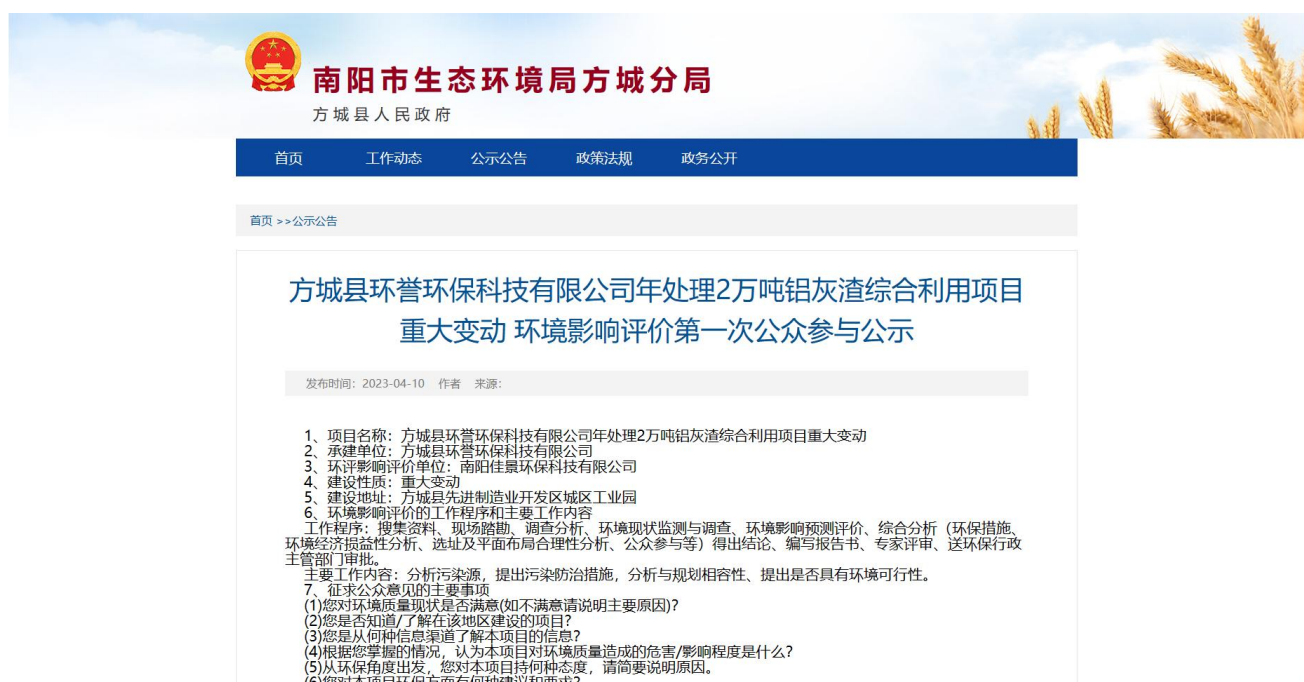 南阳市生态环境局方城分局
方城县人民政府
首页 工作动态 公示公告 政策法规 政务公开
首页 >>公示公告
方城县环誉环保科技有限公司年处理2万吨铝灰渣综合利用项目
重大变动 环境影响评价第一次公众参与公示
发布时间：2023-04-10 作者 来源：
1、项目名称：方城县环誉环保科技有限公司年处理2万吨铝灰渣综合利用项目重大变动
2、承建单位：方城县环誉环保科技有限公司
3、环评影响评价单位：南阳佳景环保科技有限公司
4、建设性质：重大变动
5、建设地址：方城县先进制造业开发区城区工业园
6、环境影响评价的工作程序和主要工作内容
工作程序：搜集资料、现场踏勘、调查分析、环境现状监测与调查、环境影响预测评价、综合分析（环保措施、
环境经济损益性分析、选址及平面布局合理性分析、公众参与等）得出结论、编写报告书、专家评审、送环保行政
主管部门审批。
主要工作内容：分析污染源，提出污染防治措施，分析与规划相容性、提出是否具有环境可行性。
7、征求公众意见的主要事项
(1)您对环境质量现状是否满意(如不满意请说明主要原因)?
(2)您是否知道/了解在该地区建设的项目?
(3)您是从何种信息渠道了解本项目的信息?
(4)根据您掌握的情况，认为本项目对环境质量造成的危害/影响程度是什么?
(5)从环保角度出发，您对本项目持何种态度，请简要说明原因。
(6)您对本项目环保方面有何种建议和要求?